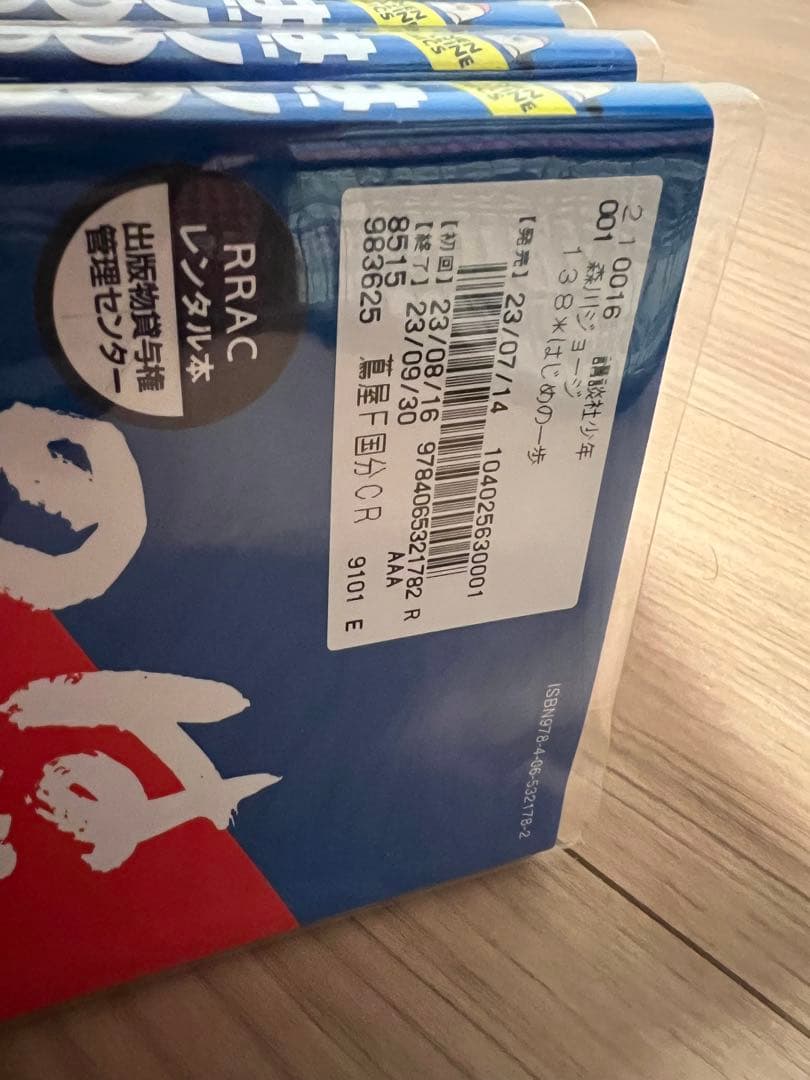 RRAC
レンタル本
出版物貸与権
管理センター
210016 講談社少年
001 森川ジョージ
138*はじめの一歩
104025630001
【発売】23/07/14
【初回】23/08/16 9784065321782 R
【終了】23/09/30
8515 AAA
983625 蔦屋F国分CR 9101 E
ISBN978-4-06-532178-2